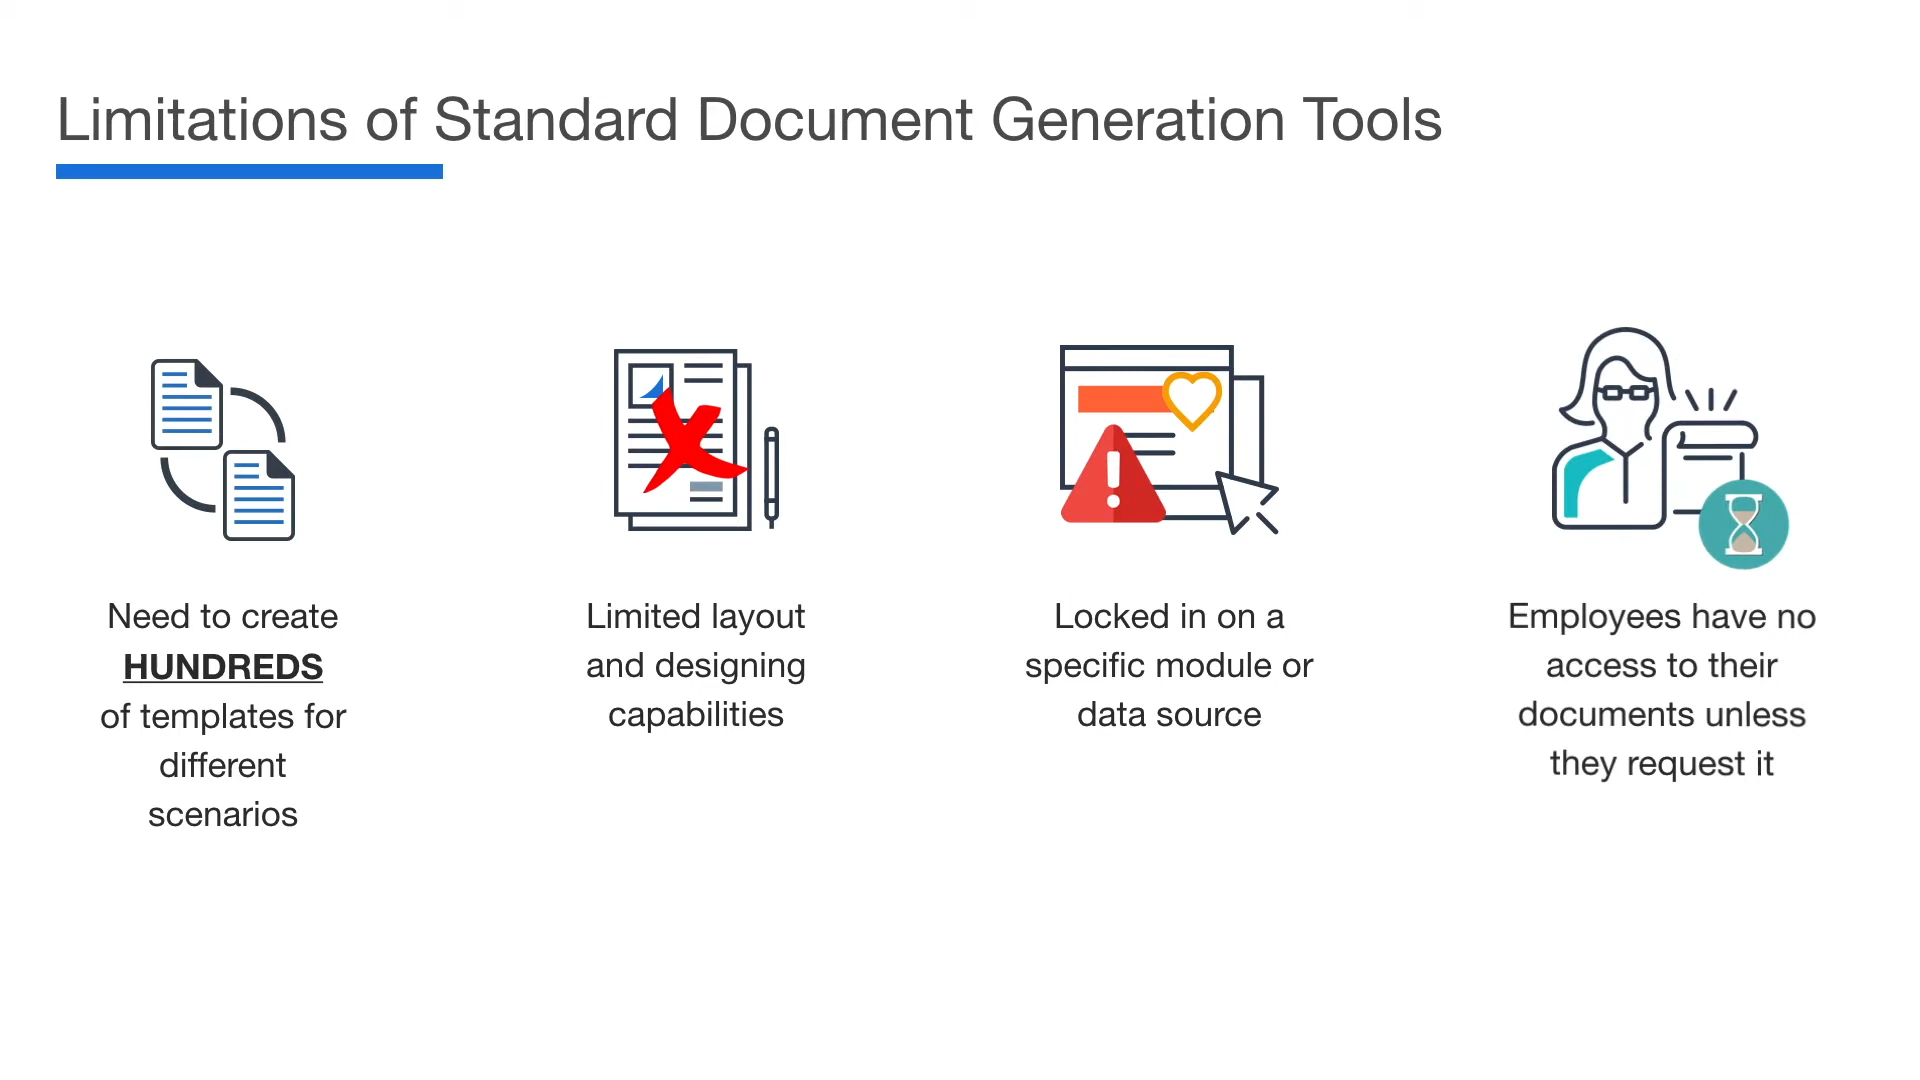 Limitations of Standard Document Generation Tools
Need to create
HUNDREDS
of templates for
different
scenarios
Limited layout
and designing
capabilities
Locked in on a
specific module or
data source
Employees have no
access to their
documents unless
they request it